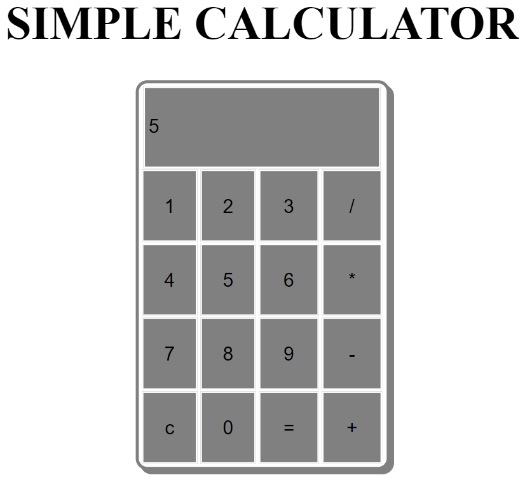 SIMPLE CALCULATOR
5
1 2 3 /
4 5 6 *
7 8 9 -
c 0 = +